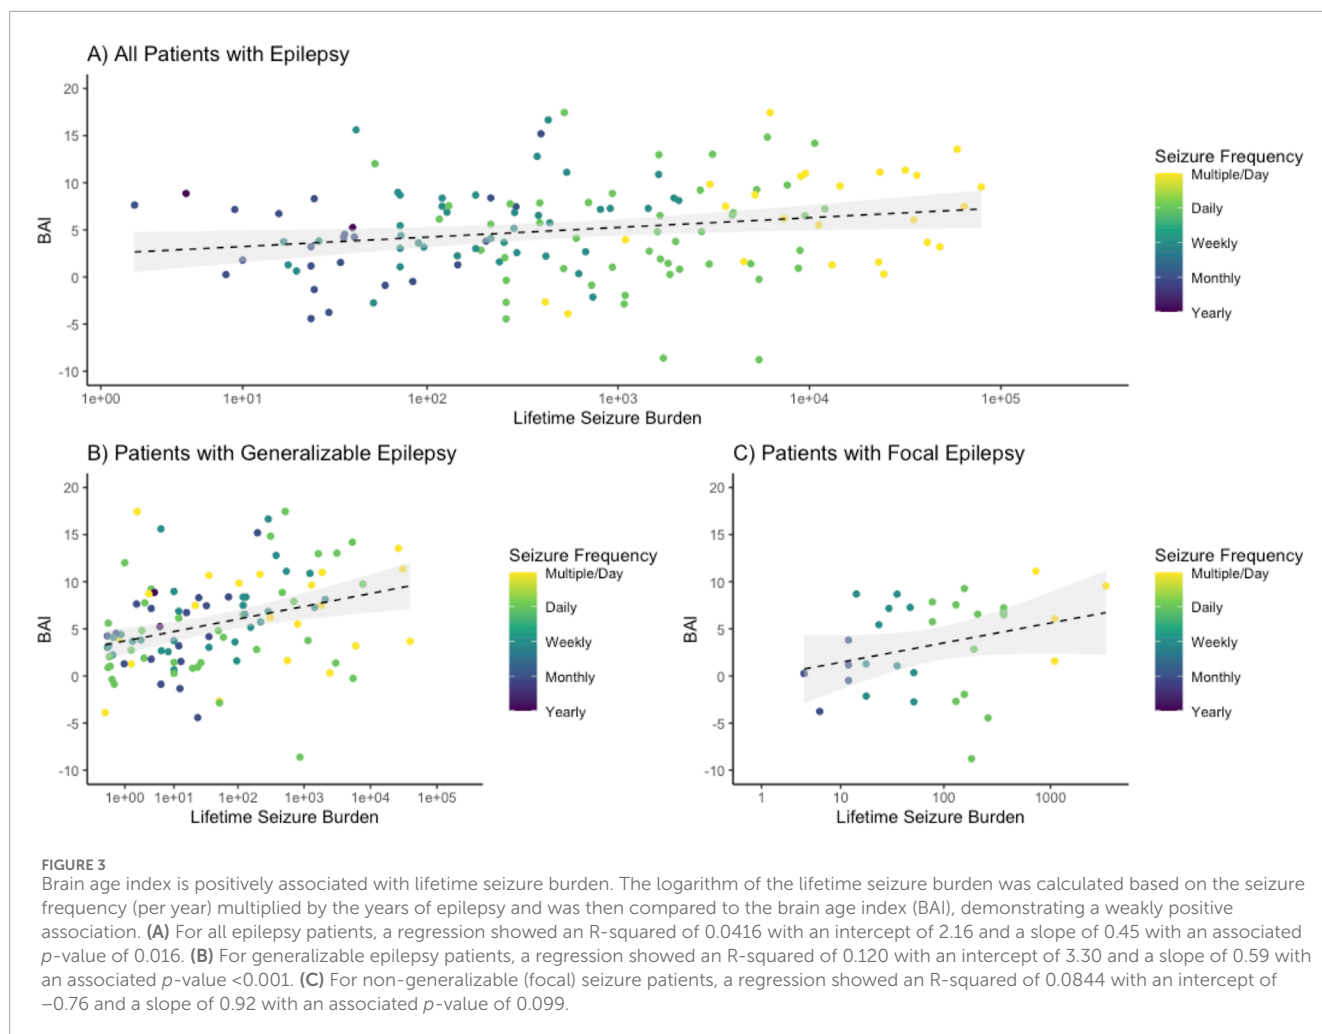 A) All Patients with Epilepsy
20
15
10
5
0
-5
-10
BAI
1e+00 1e+01 1e+02 1e+03 1e+04 1e+05
Lifetime Seizure Burden
Seizure Frequency
Multiple/Day
Daily
Weekly
Monthly
Yearly
B) Patients with Generalizable Epilepsy
20
15
10
5
0
-5
-10
BAI
1e+00 1e+01 1e+02 1e+03 1e+04 1e+05
Lifetime Seizure Burden
Seizure Frequency
Multiple/Day
Daily
Weekly
Monthly
Yearly
C) Patients with Focal Epilepsy
20
15
10
5
0
-5
-10
BAI
1 10 100 1000
Lifetime Seizure Burden
Seizure Frequency
Multiple/Day
Daily
Weekly
Monthly
Yearly
FIGURE 3
Brain age index is positively associated with lifetime seizure burden. The logarithm of the lifetime seizure burden was calculated based on the seizure
frequency (per year) multiplied by the years of epilepsy and was then compared to the brain age index (BAI), demonstrating a weakly positive
association. (A) For all epilepsy patients, a regression showed an R-squared of 0.0416 with an intercept of 2.16 and a slope of 0.45 with an associated
p-value of 0.016. (B) For generalizable epilepsy patients, a regression showed an R-squared of 0.120 with an intercept of 3.30 and a slope of 0.59 with
an associated p-value <0.001. (C) For non-generalizable (focal) seizure patients, a regression showed an R-squared of 0.0844 with an intercept of
−0.76 and a slope of 0.92 with an associated p-value of 0.099.